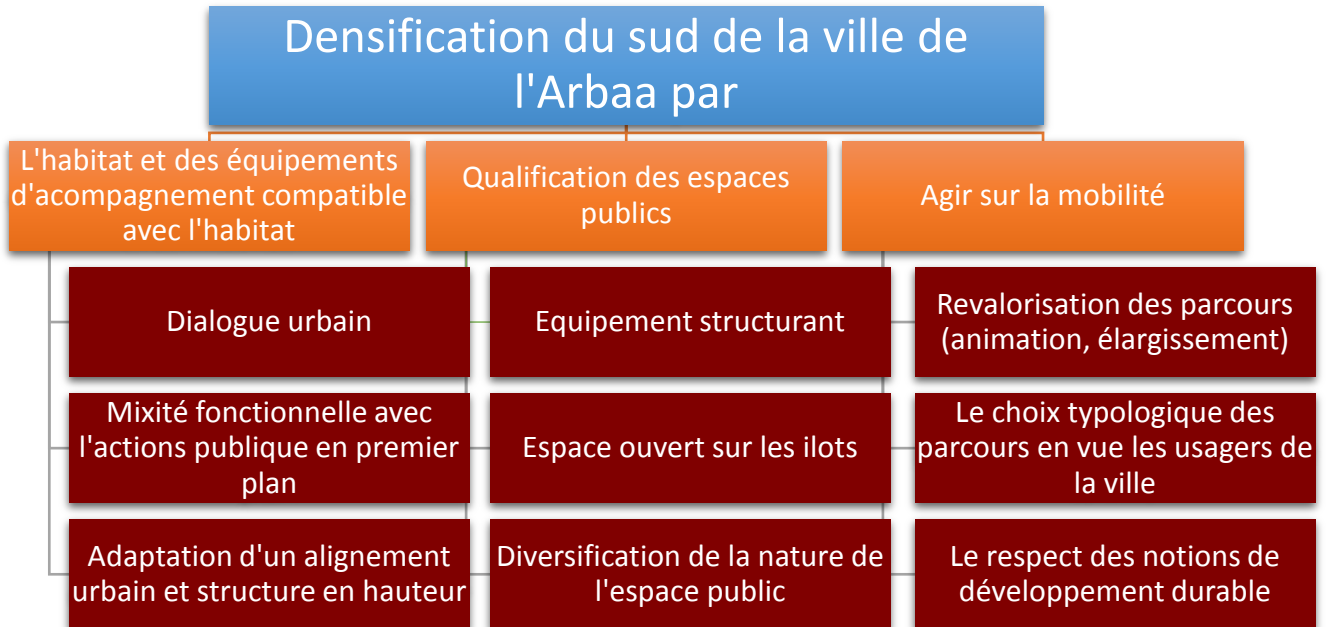 Densification du sud de la ville de
l'Arbaa par
L'habitat et des équipements
d'acompagnement compatible
avec l'habitat
Qualification des espaces
publics
Agir sur la mobilité
Dialogue urbain
Mixité fonctionnelle avec
l'actions publique en premier
plan
Adaptation d'un alignement
urbain et structure en hauteur
Equipement structurant
Espace ouvert sur les ilots
Diversification de la nature de
l'espace public
Revalorisation des parcours
(animation, élargissement)
Le choix typologique des
parcours en vue les usagers de
la ville
Le respect des notions de
développement durable